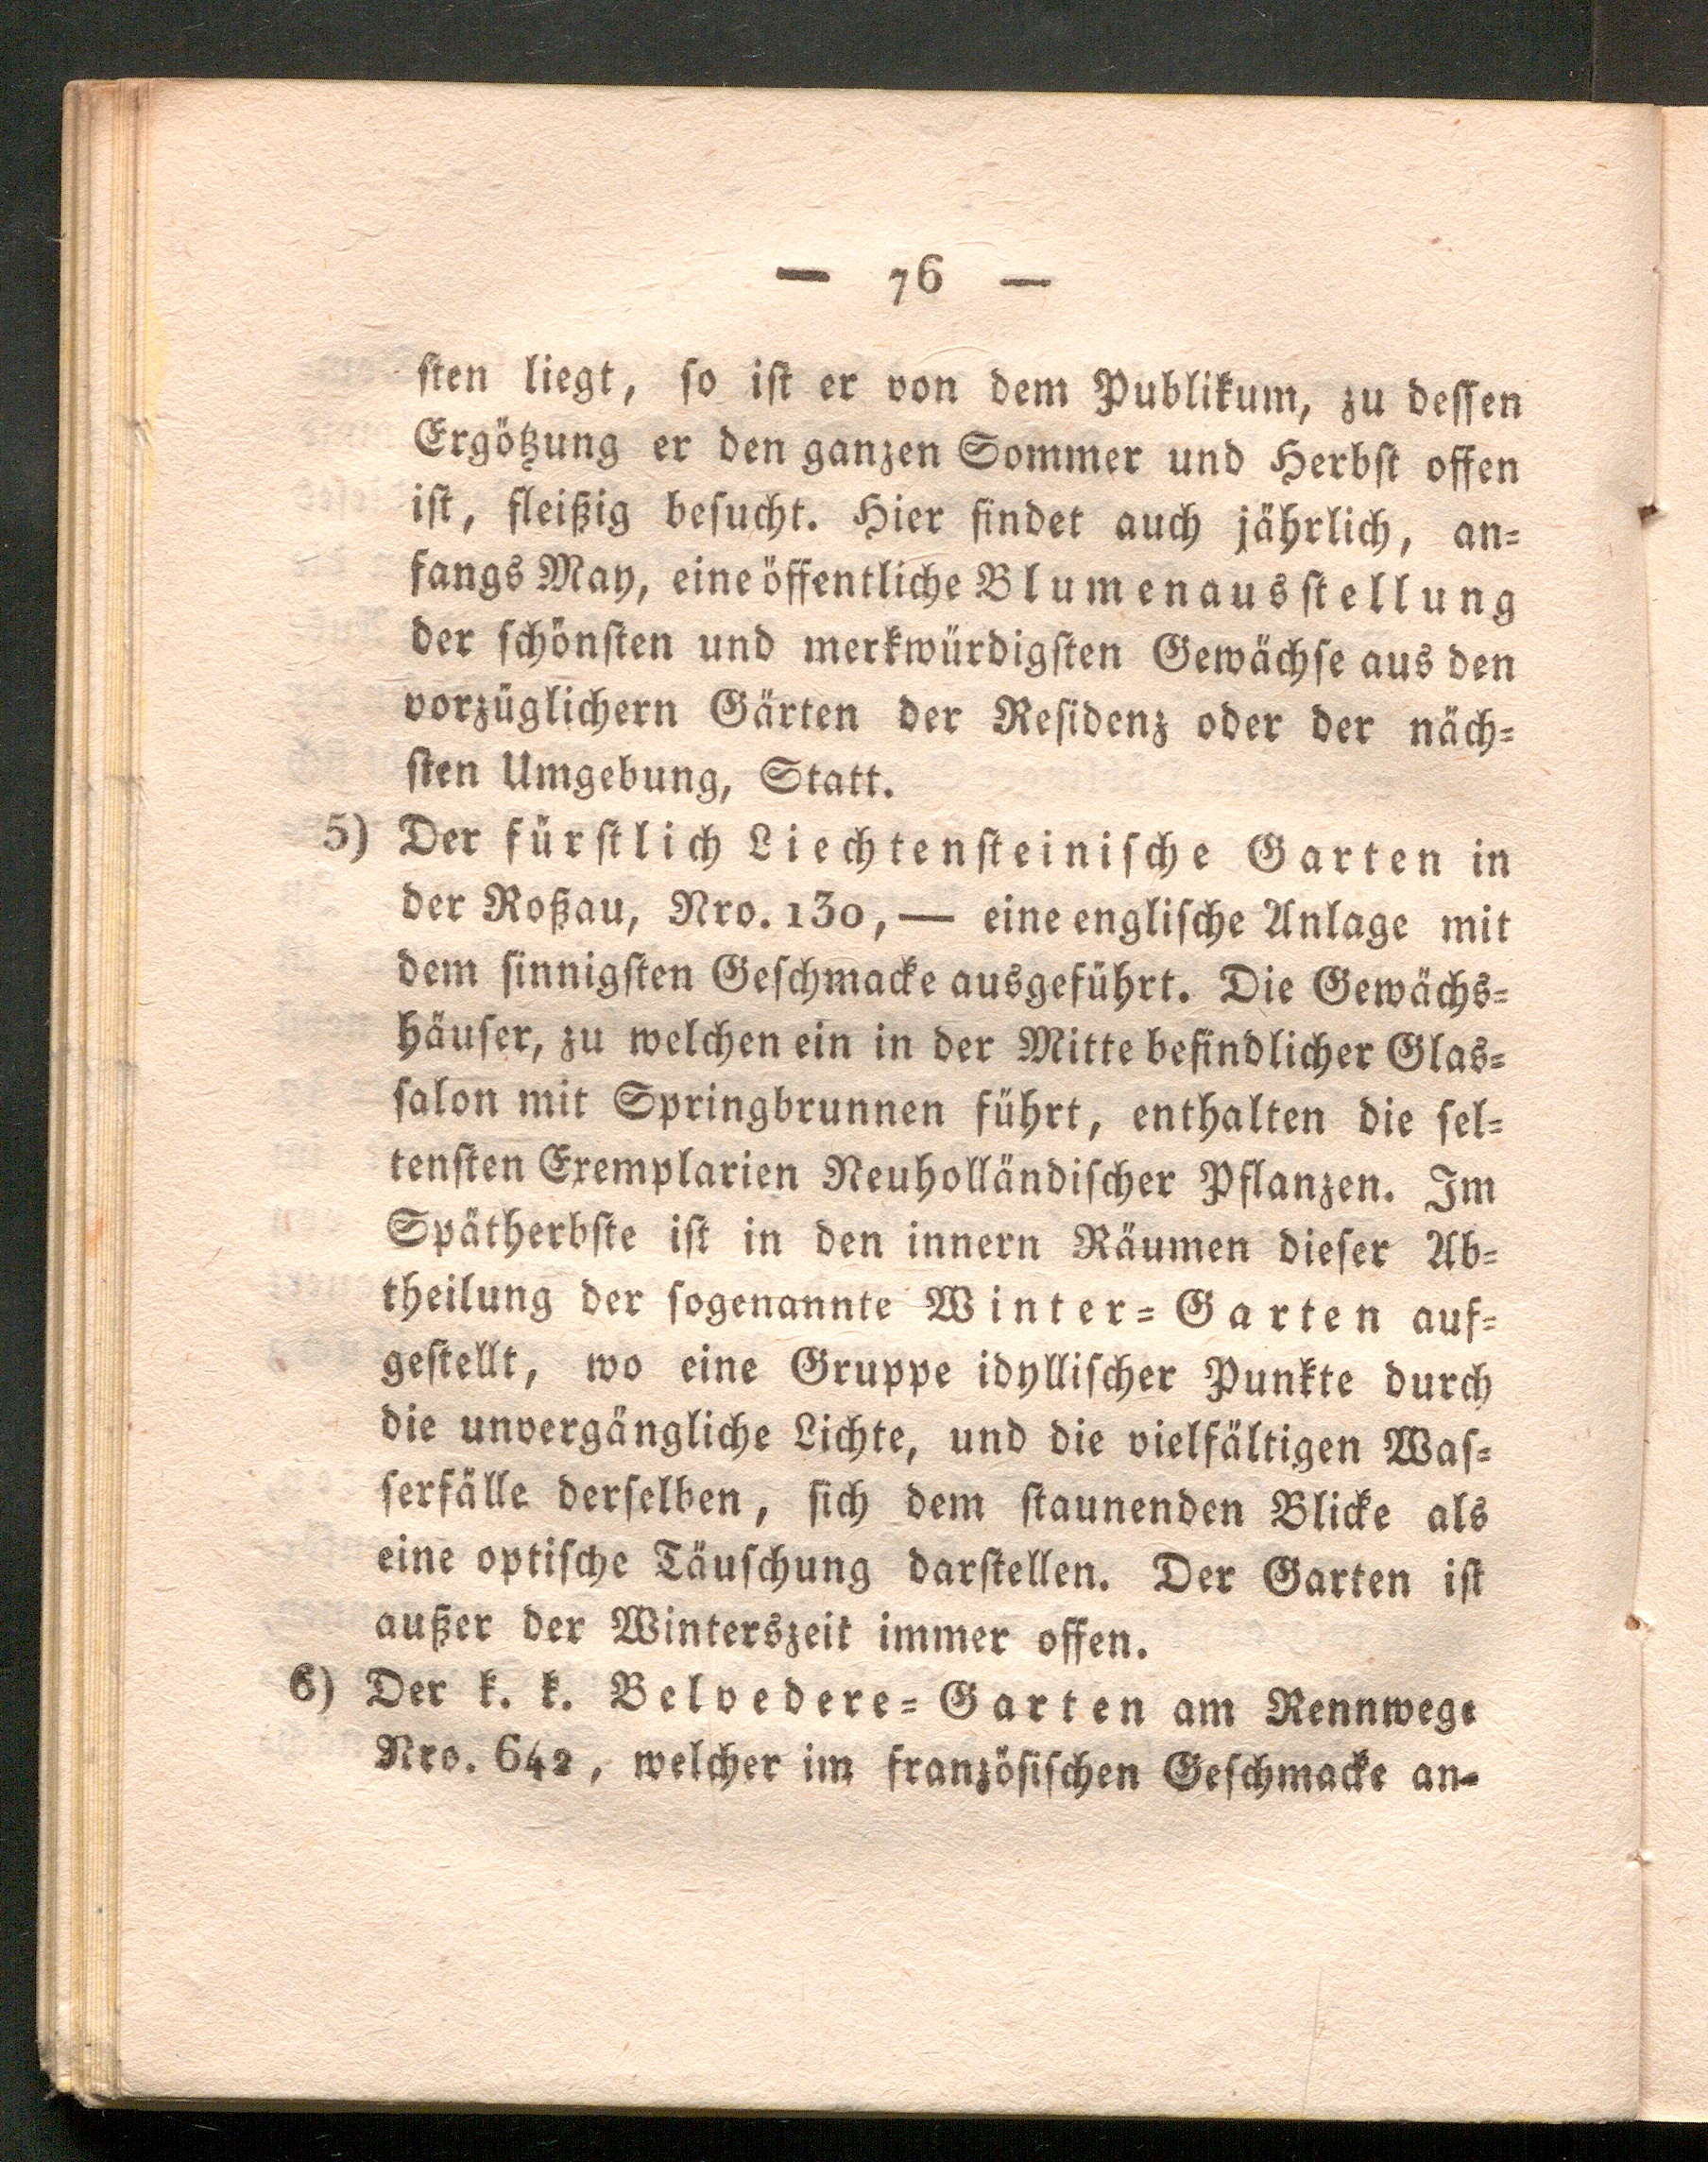 — 76 —
ſten liegt, ſo iſt er von dem Publikum, zu deſſen
Ergötzung er den ganzen Sommer und Herbſt offen
iſt, fleißig beſucht. Hier findet auch jährlich, an=
fangs May, eine öffentliche Blumenausſtellung
der ſchönſten und merkwürdigſten Gewächſe aus den
vorzüglichern Gärten der Reſidenz oder der näch=
ſten Umgebung, Statt.
5) Der fürſtlich Liechtenſteiniſche Garten in
der Roßau, Nro. 130, — eine engliſche Anlage mit
dem ſinnigſten Geſchmacke ausgeführt. Die Gewächs=
häuſer, zu welchen ein in der Mitte befindlicher Glas=
ſalon mit Springbrunnen führt, enthalten die ſel=
tenſten Exemplarien Neuholländiſcher Pflanzen. Im
Spätherbſte iſt in den innern Räumen dieſer Ab=
theilung der ſogenannte Winter=Garten auf=
geſtellt, wo eine Gruppe idylliſcher Punkte durch
die unvergängliche Lichte, und die vielfältigen Waſ=
ſerfälle derſelben, ſich dem ſtaunenden Blicke als
eine optiſche Täuſchung darſtellen. Der Garten iſt
außer der Winterszeit immer offen.
6) Der k. k. Belvedere=Garten am Rennwege
Nro. 642, welcher im franzöſiſchen Geſchmacke an=